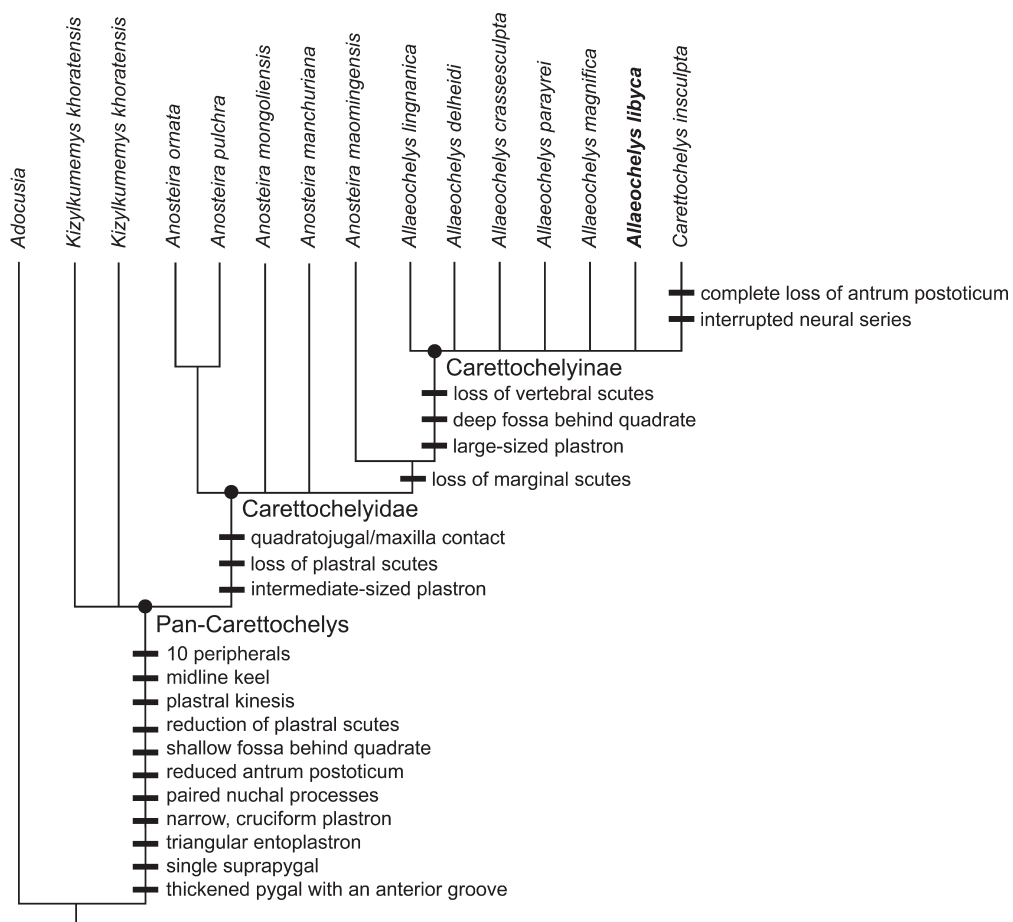 Adocusia
Kizylkumemys khoratensis
Kizylkumemys khoratensis
Anosteira ornata
Anosteira pulchra
Anosteira mongoliensis
Anosteira manchuriana
Anosteira maomingensis
Allaeochelys lingnanica
Allaeochelys delheidi
Allaeochelys crassesculpta
Allaeochelys parayrei
Allaeochelys magnifica
Allaeochelys libyca
Carettochelys insculpta
complete loss of antrum postoticum
interrupted neural series
Carettochelyinae
loss of vertebral scutes
deep fossa behind quadrate
large-sized plastron
loss of marginal scutes
Carettochelyidae
quadratojugal/maxilla contact
loss of plastral scutes
intermediate-sized plastron
Pan-Carettochelys
10 peripherals
midline keel
plastral kinesis
reduction of plastral scutes
shallow fossa behind quadrate
reduced antrum postoticum
paired nuchal processes
narrow, cruciform plastron
triangular entoplastron
single suprapygal
thickened pygal with an anterior groove